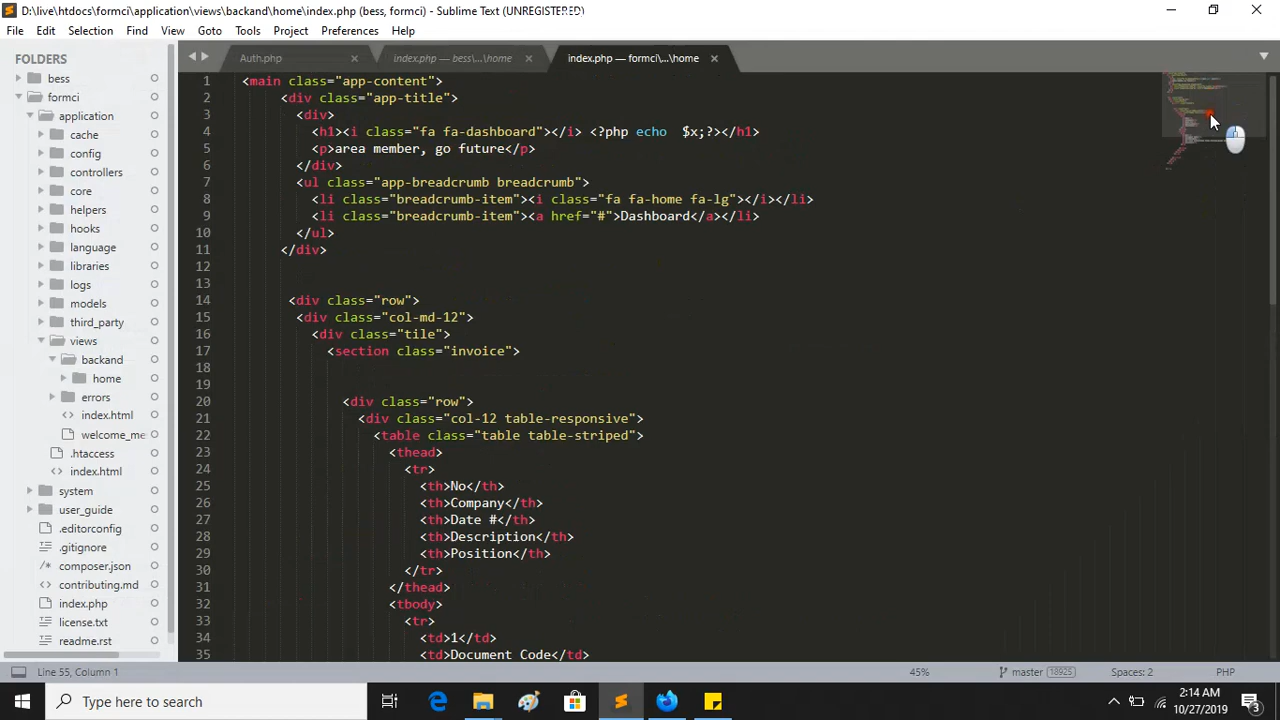 D:\live\htdocs\formci\application\views\backand\home\index.php (bess, formci) - Sublime Text (UNREGISTERED)
File Edit Selection Find View Goto Tools Project Preferences Help
FOLDERS
bess
formci
application
cache
config
controllers
core
helpers
hooks
language
libraries
logs
models
third_party
views
backand
home
errors
index.html
welcome_me
.htaccess
index.html
system
user_guide
.editorconfig
.gitignore
composer.json
contributing.md
index.php
license.txt
readme.rst
Auth.php
index.php — bess\...\home
index.php — formci\...\home
1 <main class="app-content">
2 <div class="app-title">
3 <div>
4 <h1><i class="fa fa-dashboard"></i> <?php echo $x;?></h1>
5 <p>area member, go future</p>
6 </div>
7 <ul class="app-breadcrumb breadcrumb">
8 <li class="breadcrumb-item"><i class="fa fa-home fa-lg"></i></li>
9 <li class="breadcrumb-item"><a href="#">Dashboard</a></li>
10 </ul>
11 </div>
12
13
14 <div class="row">
15 <div class="col-md-12">
16 <div class="tile">
17 <section class="invoice">
18
19
20 <div class="row">
21 <div class="col-12 table-responsive">
22 <table class="table table-striped">
23 <thead>
24 <tr>
25 <th>No</th>
26 <th>Company</th>
27 <th>Date #</th>
28 <th>Description</th>
29 <th>Position</th>
30 </tr>
31 </thead>
32 <tbody>
33 <tr>
34 <td>1</td>
35 <td>Document Code</td>
Line 55, Column 1
45%
master 18925
Spaces: 2
PHP
Type here to search
2:14 AM
10/27/2019
3